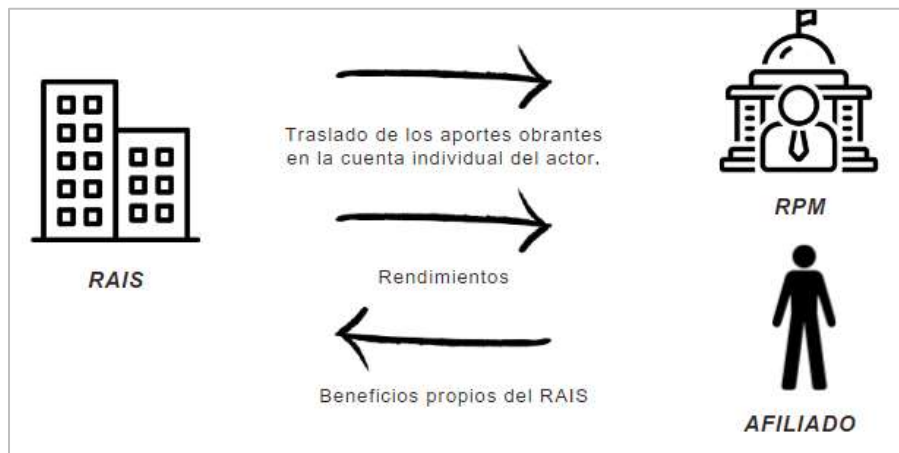 Traslado de los aportes obrantes
en la cuenta individual del actor.
RPM
RAIS
Rendimientos
Beneficios propios del RAIS
AFILIADO